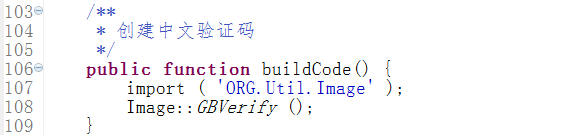 103 /**
104 * 创建中文验证码
105 */
106 public function buildCode() {
107 import ( 'ORG.Util.Image' );
108 Image::GBVerify ();
109 }